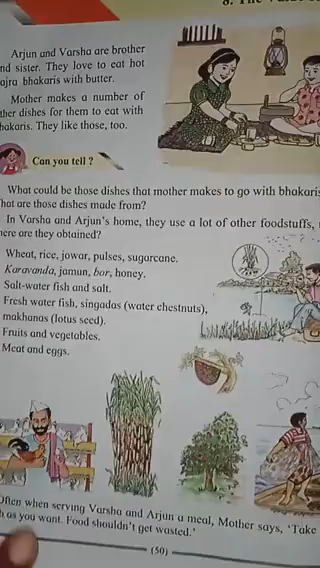 8. The
Arjun and Varsha are brother
nd sister. They love to eat hot
ajra bhakaris with butter.
Mother makes a number of
ther dishes for them to eat with
hakaris. They like those, too.
Can you tell ?
What could be those dishes that mother makes to go with bhakaris
hat are those dishes made from?
In Varsha and Arjun's home, they use a lot of other foodstuffs,
here are they obtained?
Wheat, rice, jowar, pulses, sugarcane.
Karavanda, jamun, bor, honey.
Salt-water fish and salt.
Fresh water fish, singadas (water chestnuts),
makhanas (lotus seed).
Fruits and vegetables.
Meat and eggs.
Often when serving Varsha and Arjun a meal, Mother says, 'Take
h as you want. Food shouldn't get wasted.'
(50)